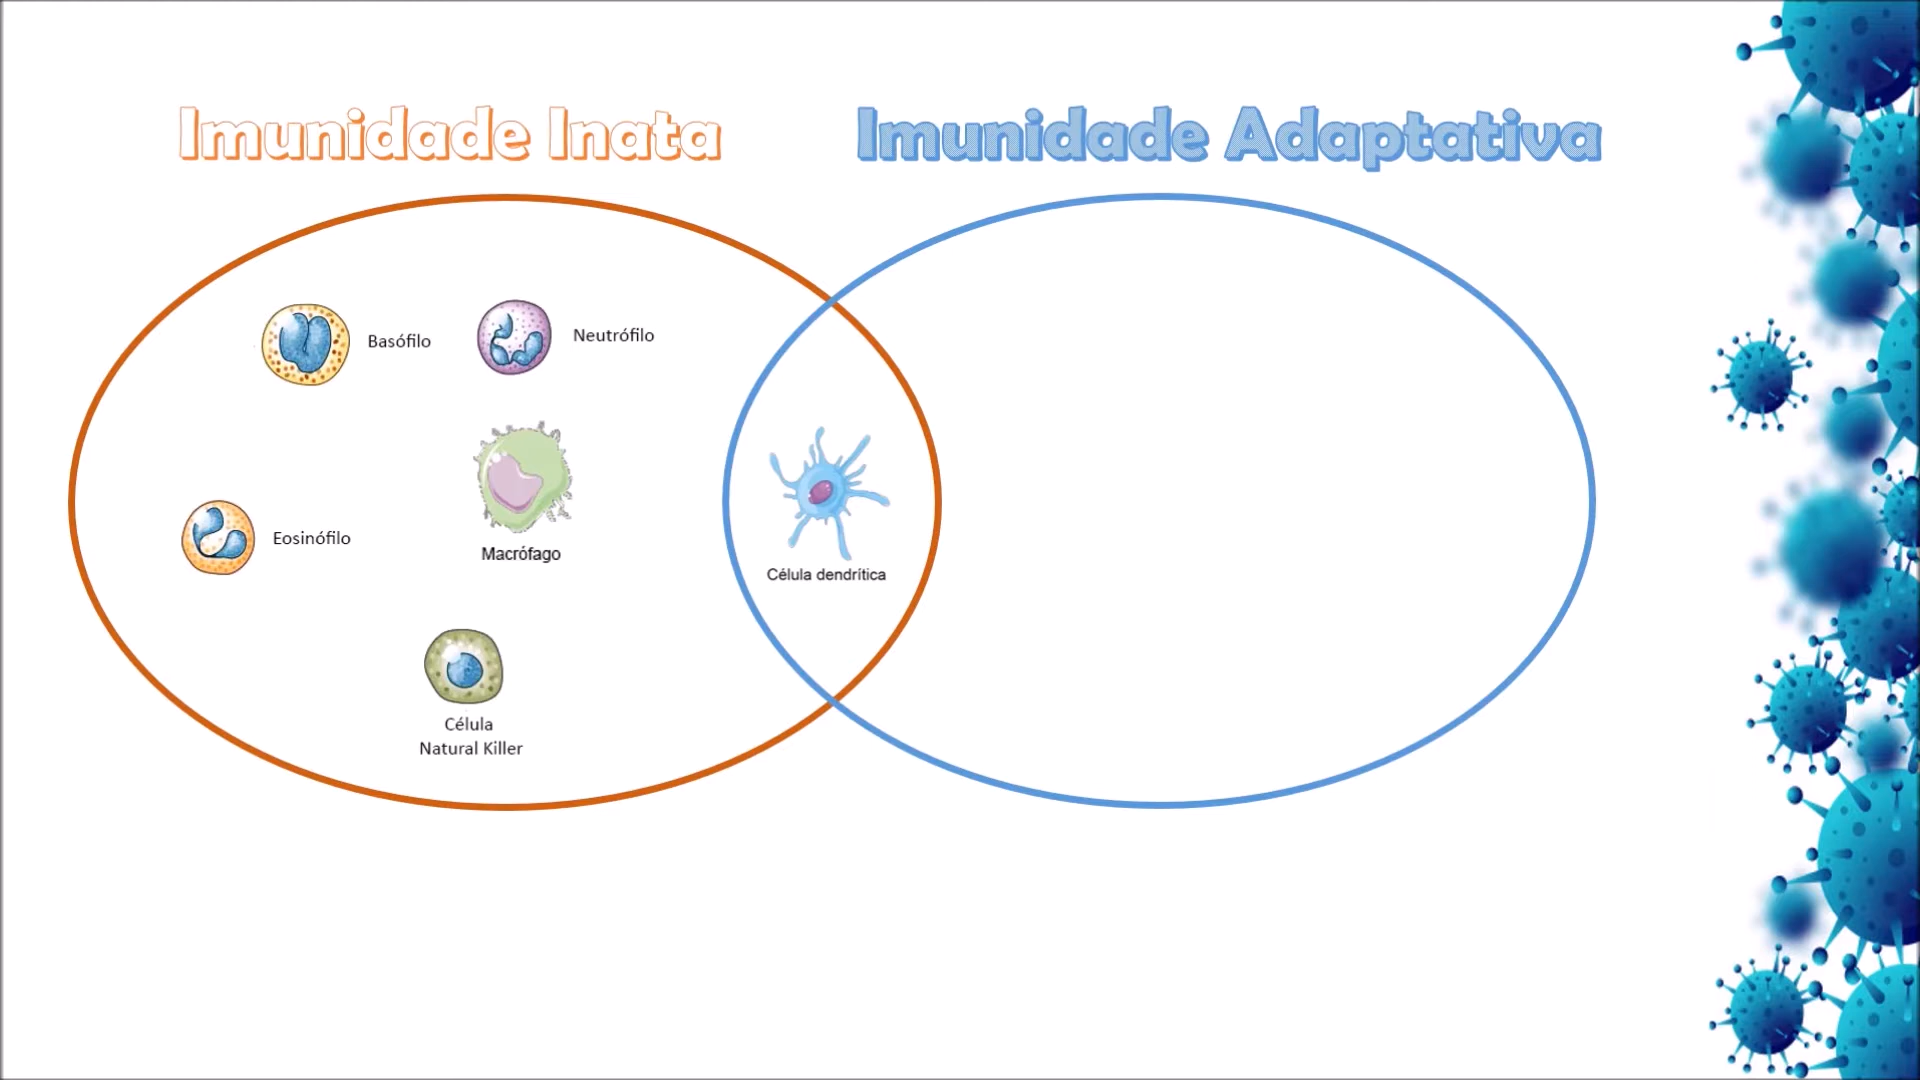 Imunidade Inata
Imunidade Adaptativa
Basófilo
Neutrófilo
Eosinófilo
Macrófago
Célula dendrítica
Célula
Natural Killer